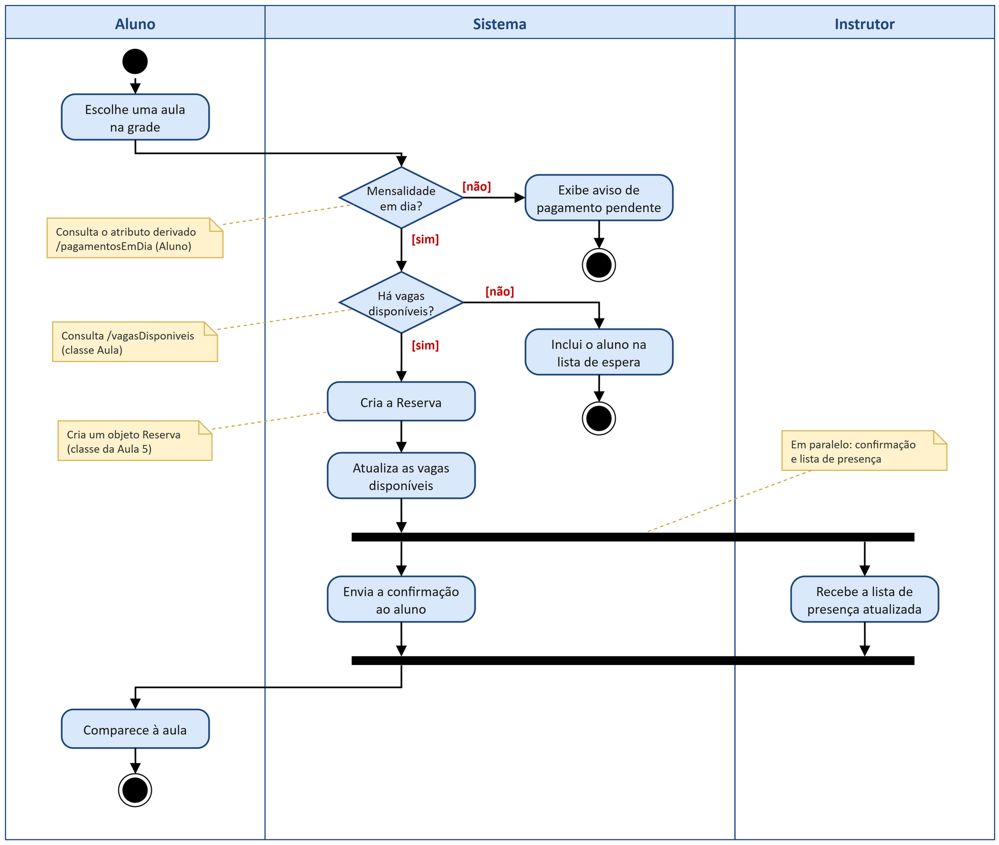 Aluno
Sistema
Instrutor
Escolhe uma aula
na grade
Mensalidade
em dia?
[não]
Exibe aviso de
pagamento pendente
Consulta o atributo derivado
/pagamentosEmDia (Aluno)
[sim]
Há vagas
disponíveis?
[não]
Consulta /vagasDisponiveis
(classe Aula)
[sim]
Inclui o aluno na
lista de espera
Cria a Reserva
Cria um objeto Reserva
(classe da Aula 5)
Em paralelo: confirmação
e lista de presença
Atualiza as vagas
disponíveis
Envia a confirmação
ao aluno
Recebe a lista de
presença atualizada
Comparece à aula